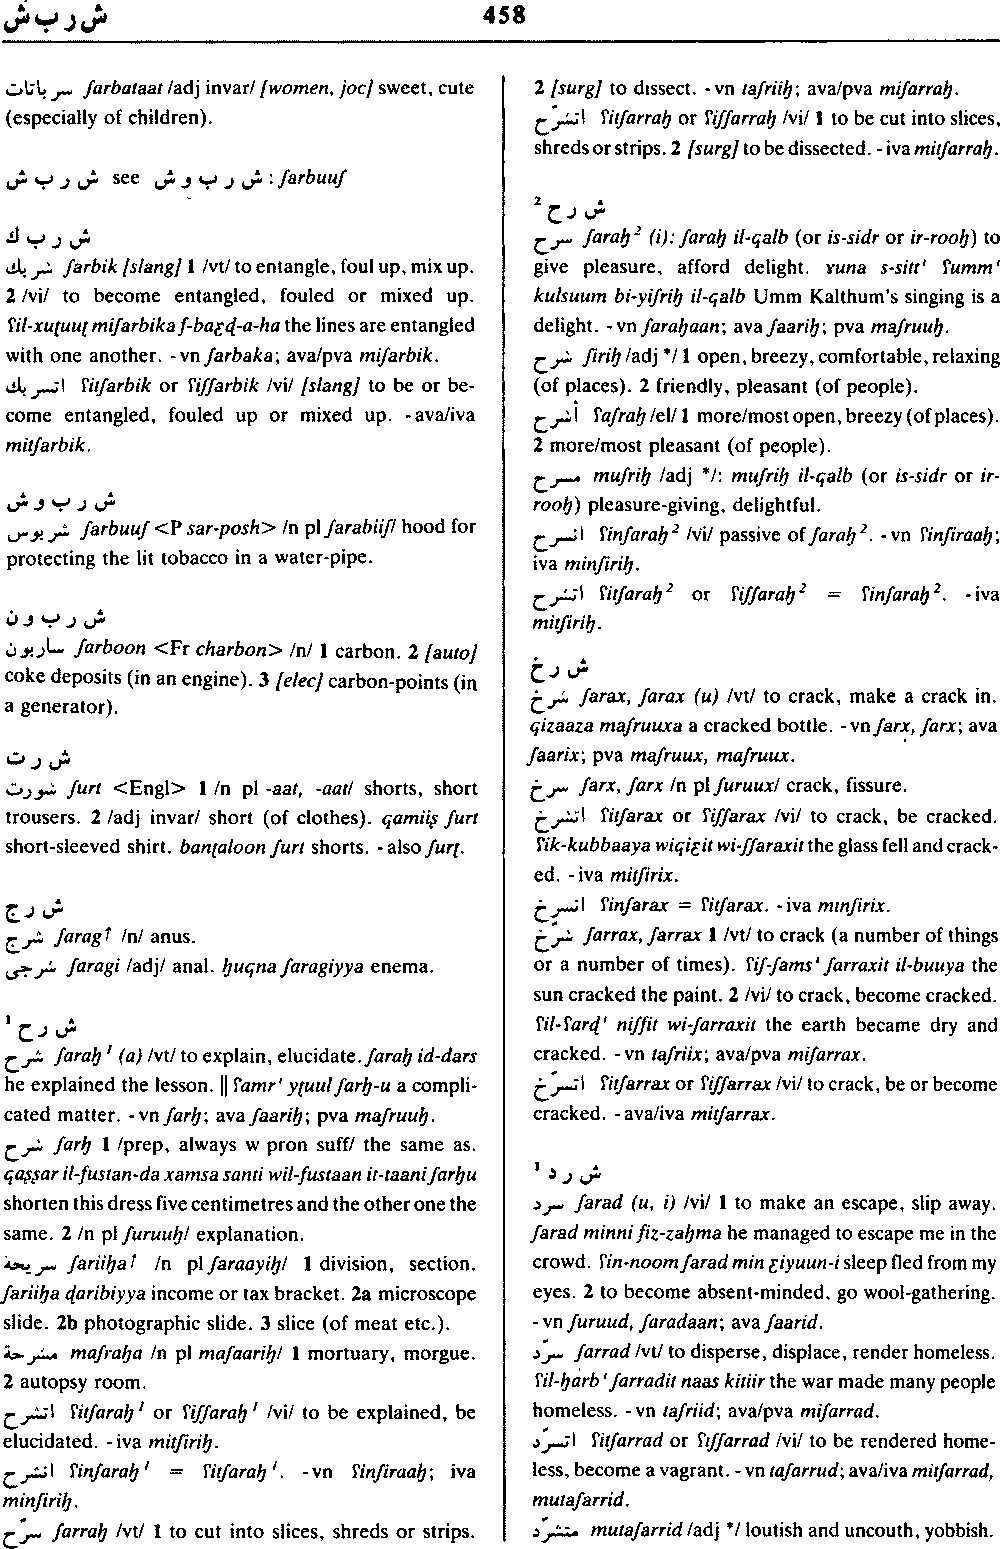 ش ر ب ش
458
شرباتات ʃarbataat /adj invar/ [women, joc] sweet, cute
(especially of children).
ش ر ب ش see ش ر ب و ش : ʃarbuuʃ
ش ر ب ك
شربك ʃarbik [slang] 1 /vt/ to entangle, foul up, mix up.
2 /vi/ to become entangled, fouled or mixed up.
ʕil-xuṭuuṭ miʃarbika f-baɛḍ-a-ha the lines are entangled
with one another. -vn ʃarbaka; ava/pva miʃarbik.
اتشربك ʕitʃarbik or ʕiʃʃarbik /vi/ [slang] to be or be-
come entangled, fouled up or mixed up. -ava/iva
mitʃarbik.
ش ر ب و ش
شربوش ʃarbuuʃ <P sar-posh> /n pl ʃarabiiʃ/ hood for
protecting the lit tobacco in a water-pipe.
ش ر ب و ن
شاربون ʃarboon <Fr charbon> /n/ 1 carbon. 2 [auto]
coke deposits (in an engine). 3 [elec] carbon-points (in
a generator).
ش ر ت
شورت ʃurt <Engl> 1 /n pl -aat, -aat/ shorts, short
trousers. 2 /adj invar/ short (of clothes). qamiiṣ ʃurt
short-sleeved shirt. banṭaloon ʃurt shorts. -also ʃurṭ.
ش ر ج
شرج ʃarag↑ /n/ anus.
شرجى ʃaragi /adj/ anal. ḥuqna ʃaragiyya enema.
ش ر ح ¹
شرح ʃaraḥ¹ (a) /vt/ to explain, elucidate. ʃaraḥ id-dars
he explained the lesson. || ʕamr' yṭuul ʃarḥ-u a compli-
cated matter. -vn ʃarḥ; ava ʃaariḥ; pva maʃruuḥ.
شرح ʃarḥ 1 /prep, always w pron suff/ the same as.
qaṣṣar il-fustan-da xamsa santi wil-fustaan it-taani ʃarḥu
shorten this dress five centimetres and the other one the
same. 2 /n pl ʃuruuḥ/ explanation.
شريحة ʃariiḥa↑ /n pl ʃaraayiḥ/ 1 division, section.
ʃariiḥa ḍaribiyya income or tax bracket. 2a microscope
slide. 2b photographic slide. 3 slice (of meat etc.).
مشرحة maʃraḥa /n pl maʃaariḥ/ 1 mortuary, morgue.
2 autopsy room.
اتشرح ʕitʃaraḥ¹ or ʕiʃʃaraḥ¹ /vi/ to be explained, be
elucidated. -iva mitʃiriḥ.
انشرح ʕinʃaraḥ¹ = ʕitʃaraḥ¹. -vn ʕinʃiraaḥ; iva
minʃiriḥ.
شرّح ʃarraḥ /vt/ 1 to cut into slices, shreds or strips.
2 [surg] to dissect. -vn taʃriiḥ; ava/pva miʃarraḥ.
اتشرّح ʕitʃarraḥ or ʕiʃʃarraḥ /vi/ 1 to be cut into slices,
shreds or strips. 2 [surg] to be dissected. -iva mitʃarraḥ.
ش ر ح ²
شرح ʃaraḥ² (i): ʃaraḥ il-qalb (or is-sidr or ir-rooḥ) to
give pleasure, afford delight. ɣuna s-sitt' ʕumm'
kulsuum bi-yiʃriḥ il-qalb Umm Kalthum's singing is a
delight. -vn ʃaraḥaan; ava ʃaariḥ; pva maʃruuḥ.
شرح ʃiriḥ /adj */ 1 open, breezy, comfortable, relaxing
(of places). 2 friendly, pleasant (of people).
أشرح ʕaʃraḥ /el/ 1 more/most open, breezy (of places).
2 more/most pleasant (of people).
مشرح muʃriḥ /adj */: muʃriḥ il-qalb (or is-sidr or ir-
rooḥ) pleasure-giving, delightful.
انشرح ʕinʃaraḥ² /vi/ passive of ʃaraḥ². -vn ʕinʃiraaḥ;
iva minʃiriḥ.
اتشرح ʕitʃaraḥ² or ʕiʃʃaraḥ² = ʕinʃaraḥ². -iva
mitʃiriḥ.
ش ر خ
شرخ ʃarax, ʃarax (u) /vt/ to crack, make a crack in.
qizaaza maʃruuxa a cracked bottle. -vn ʃarx, ʃarx; ava
ʃaarix; pva maʃruux, maʃruux.
شرخ ʃarx, ʃarx /n pl ʃuruux/ crack, fissure.
اتشرخ ʕitʃarax or ʕiʃʃarax /vi/ to crack, be cracked.
ʕik-kubbaaya wiqiɛit wi-ʃʃaraxit the glass fell and crack-
ed. -iva mitʃirix.
انشرخ ʕinʃarax = ʕitʃarax. -iva minʃirix.
شرّخ ʃarrax, ʃarrax 1 /vt/ to crack (a number of things
or a number of times). ʕiʃ-ʃams' ʃarraxit il-buuya the
sun cracked the paint. 2 /vi/ to crack, become cracked.
ʕil-ʕarḍ' niʃfit wi-ʃarraxit the earth became dry and
cracked. -vn taʃriix; ava/pva miʃarrax.
اتشرّخ ʕitʃarrax or ʕiʃʃarrax /vi/ to crack, be or become
cracked. -ava/iva mitʃarrax.
ش ر د ¹
شرد ʃarad (u, i) /vi/ 1 to make an escape, slip away.
ʃarad minni fiz-zaḥma he managed to escape me in the
crowd. ʕin-noom ʃarad min ɛiyuun-i sleep fled from my
eyes. 2 to become absent-minded, go wool-gathering.
-vn ʃuruud, ʃaradaan; ava ʃaarid.
شرّد ʃarrad /vt/ to disperse, displace, render homeless.
ʕil-ḥarb' ʃarradit naas kitiir the war made many people
homeless. -vn taʃriid; ava/pva miʃarrad.
اتشرّد ʕitʃarrad or ʕiʃʃarrad /vi/ to be rendered home-
less, become a vagrant. -vn taʃarrud; ava/iva mitʃarrad,
mutaʃarrid.
متشرّد mutaʃarrid /adj */ loutish and uncouth, yobbish.